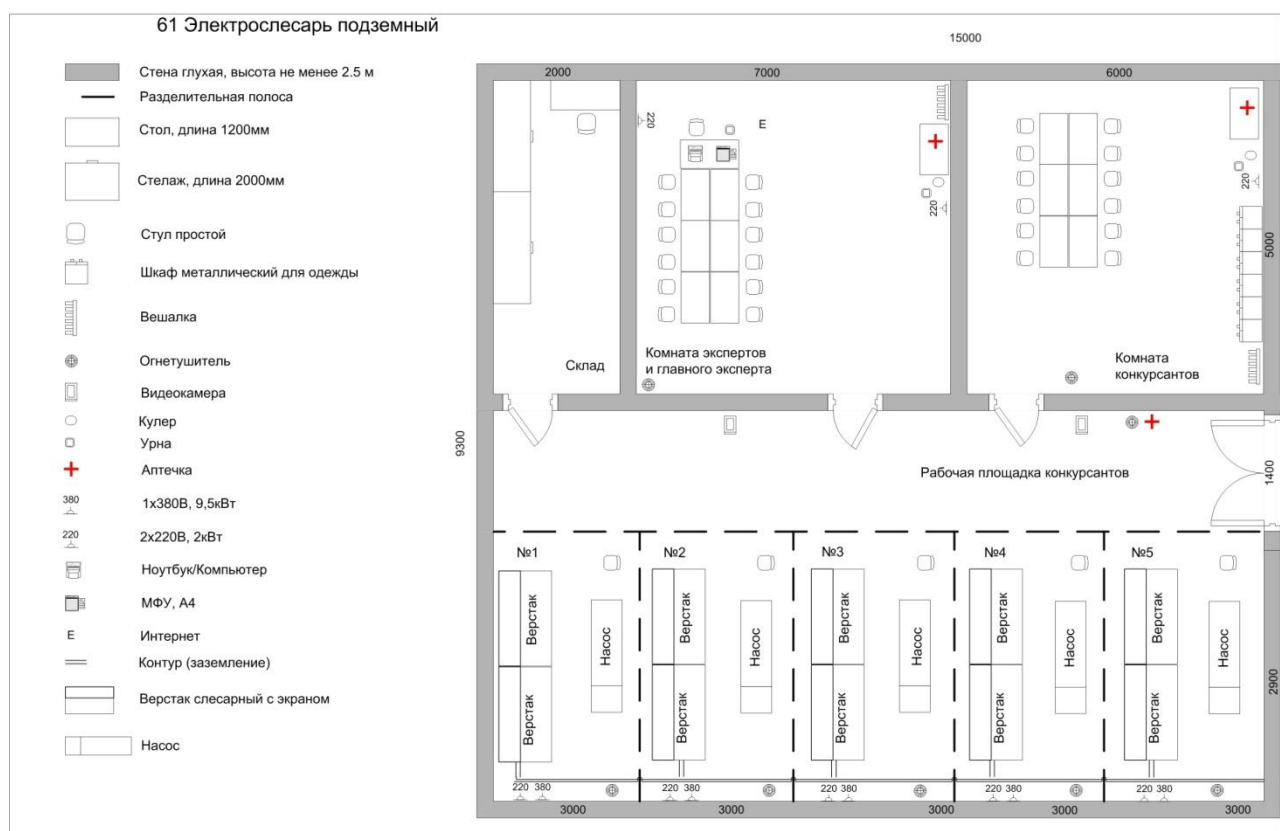 61 Электрослесарь подземный
Стена глухая, высота не менее 2.5 м
Разделительная полоса
Стол, длина 1200мм
Стелаж, длина 2000мм
Стул простой
Шкаф металлический для одежды
Вешалка
Огнетушитель
Видеокамера
Кулер
Урна
Аптечка
380
1х380В, 9,5кВт
220
2х220В, 2кВт
Ноутбук/Компьютер
МФУ, А4
Е
Интернет
Контур (заземление)
Верстак слесарный с экраном
Насос
15000
2000
7000
6000
220
Е
220
220
5000
Склад
Комната экспертов
и главного эксперта
Комната
конкурсантов
9300
Рабочая площадка конкурсантов
1400
№1
№2
№3
№4
№5
Верстак
Насос
Верстак
Насос
Верстак
Насос
Верстак
Насос
Верстак
Насос
Верстак
Верстак
Верстак
Верстак
Верстак
2900
220 380
220 380
220 380
220 380
220 380
3000
3000
3000
3000
3000